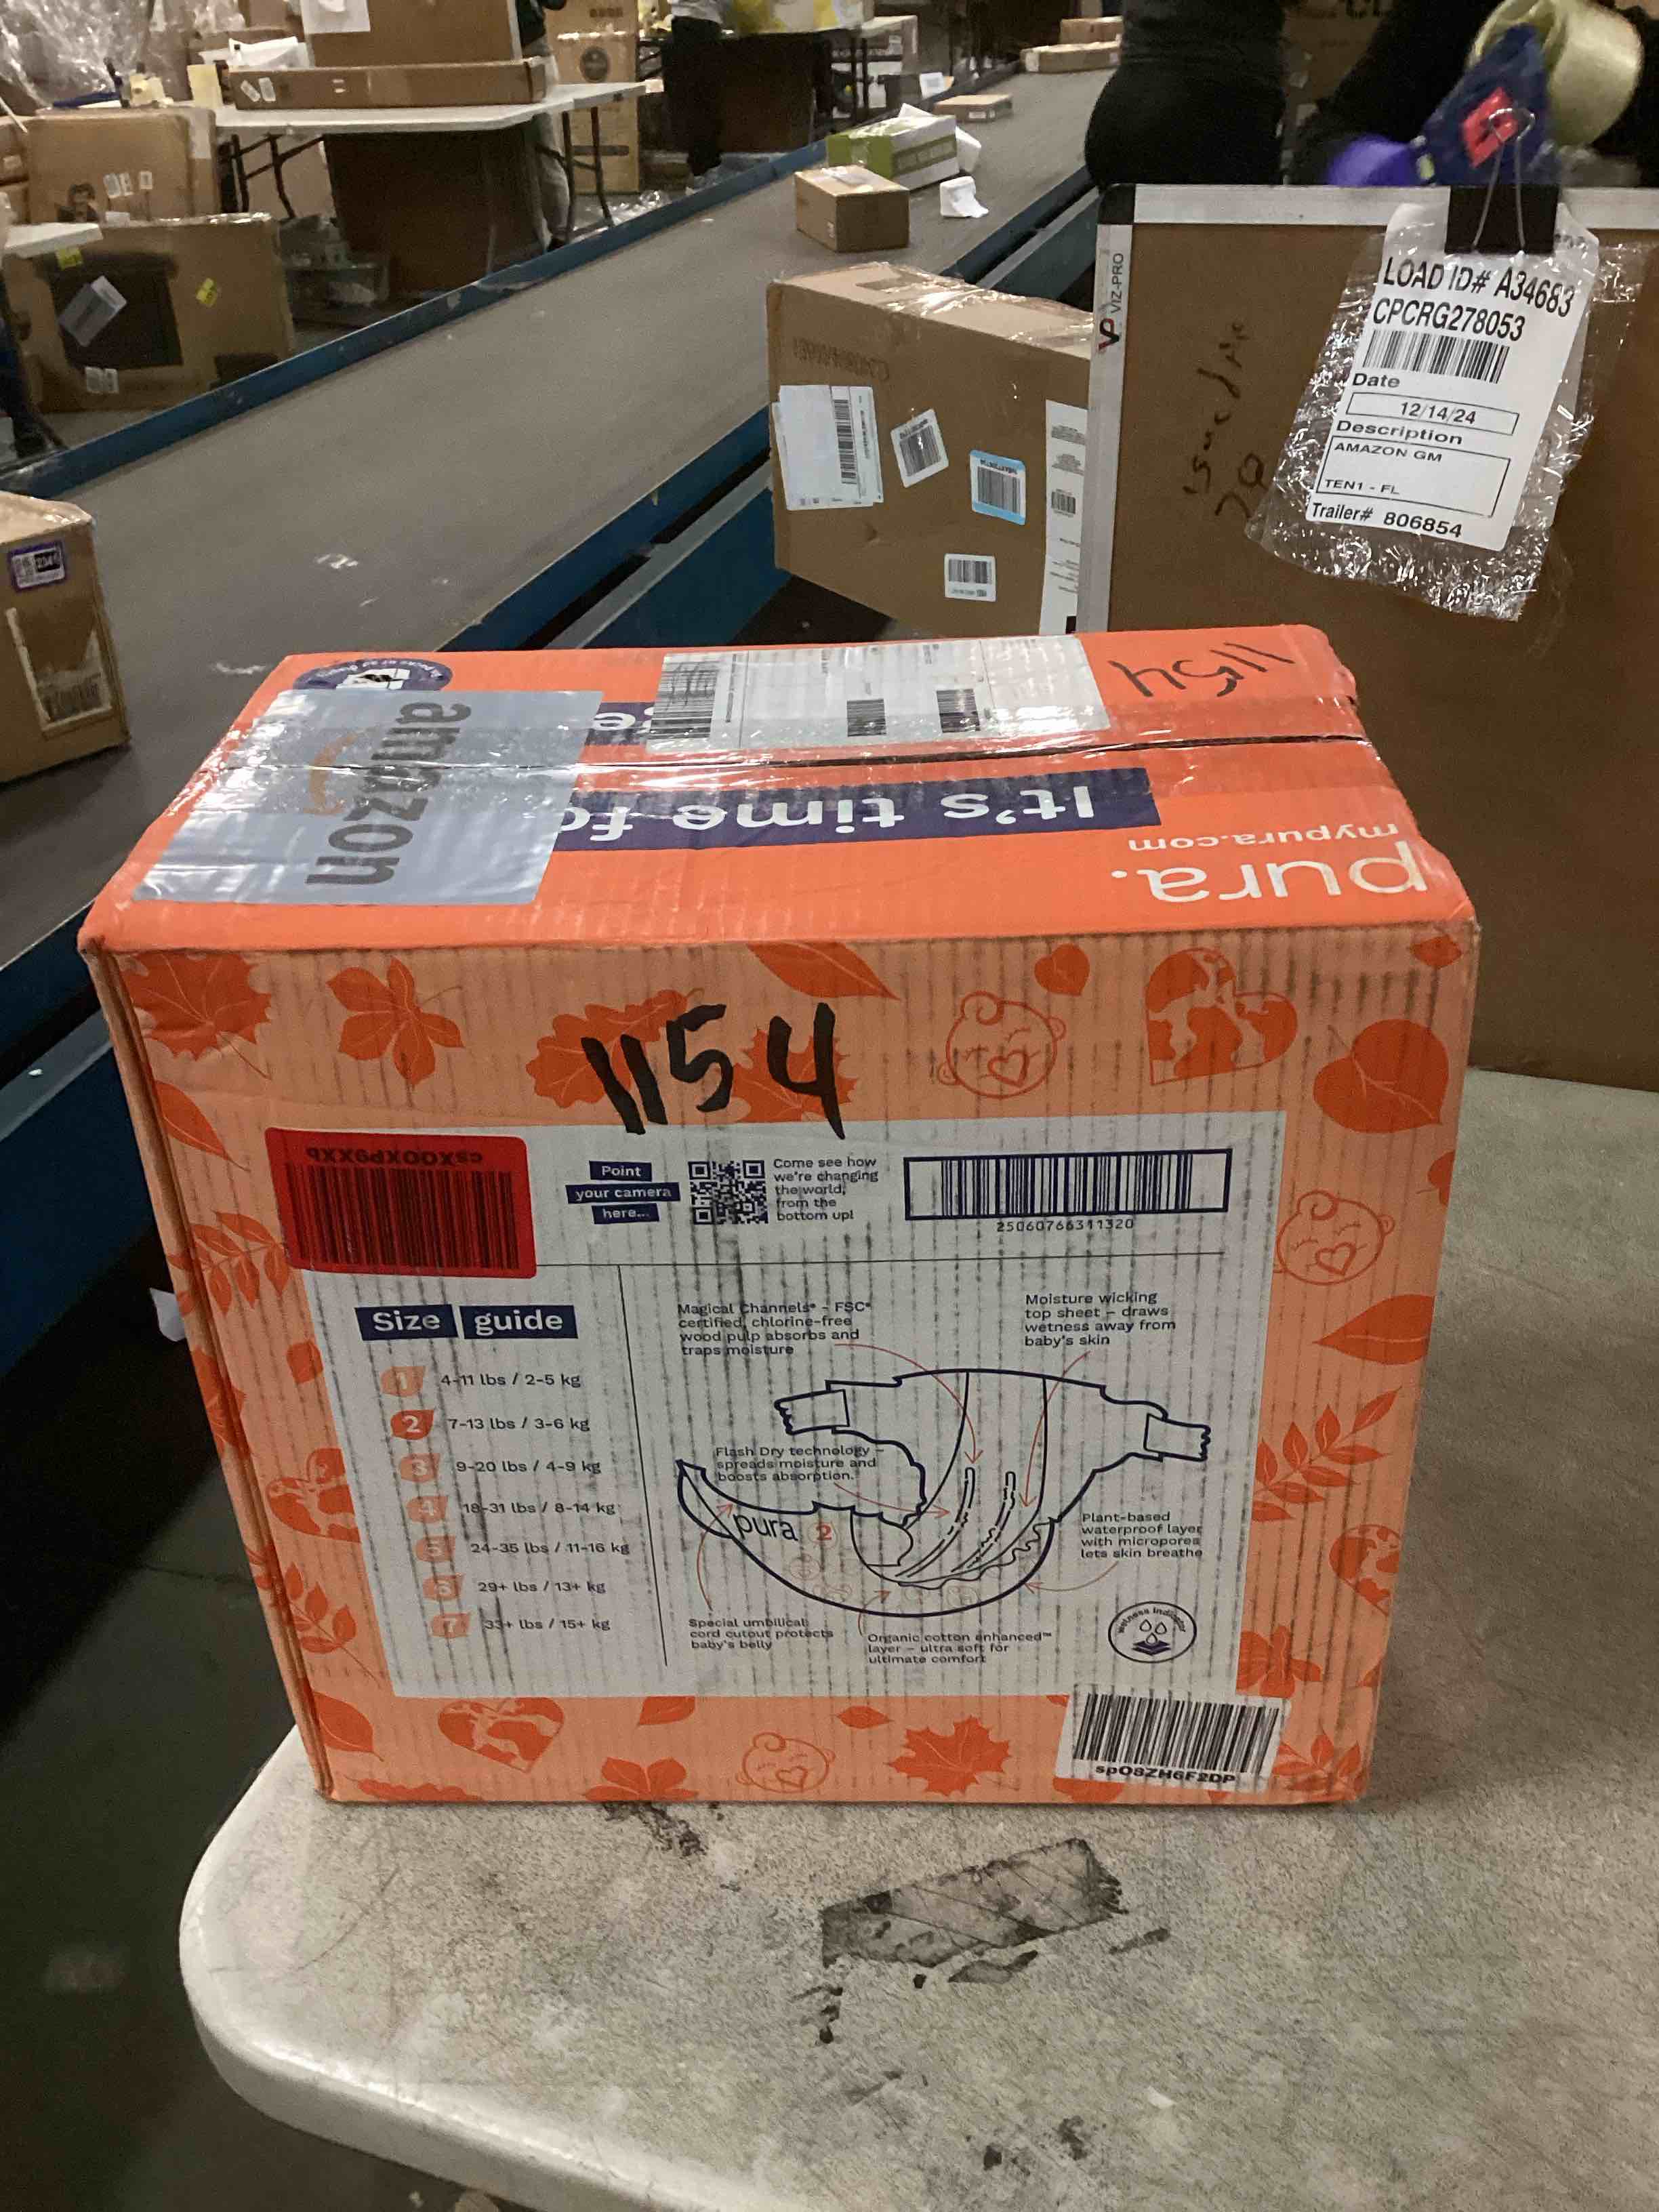 VP VIZ-PRO
LOAD ID# A34683
CPCRG278053
Date
12/14/24
Description
AMAZON GM
TEN1 - FL
Trailer# 806854
1154
amazon
It's time fo
mypura.com
pura.
1154
csX00XP9XXb
Point
your camera
here...
Come see how
we're changing
the world,
from the
bottom up!
25060766311320
Size guide
1 4-11 lbs / 2-5 kg
2 7-13 lbs / 3-6 kg
3 9-20 lbs / 4-9 kg
4 18-31 lbs / 8-14 kg
5 24-35 lbs / 11-16 kg
6 29+ lbs / 13+ kg
7 33+ lbs / 15+ kg
Magical Channels® - FSC®
certified, chlorine-free
wood pulp absorbs and
traps moisture
Moisture wicking
top sheet – draws
wetness away from
baby's skin
Flash Dry technology –
spreads moisture and
boosts absorption.
pura 2
Plant-based
waterproof layer
with micropores
lets skin breathe
Special umbilical
cord cutout protects
baby's belly
Organic cotton enhanced™
layer – ultra soft for
ultimate comfort
Wetness Indicator
spO8ZH6F2DP